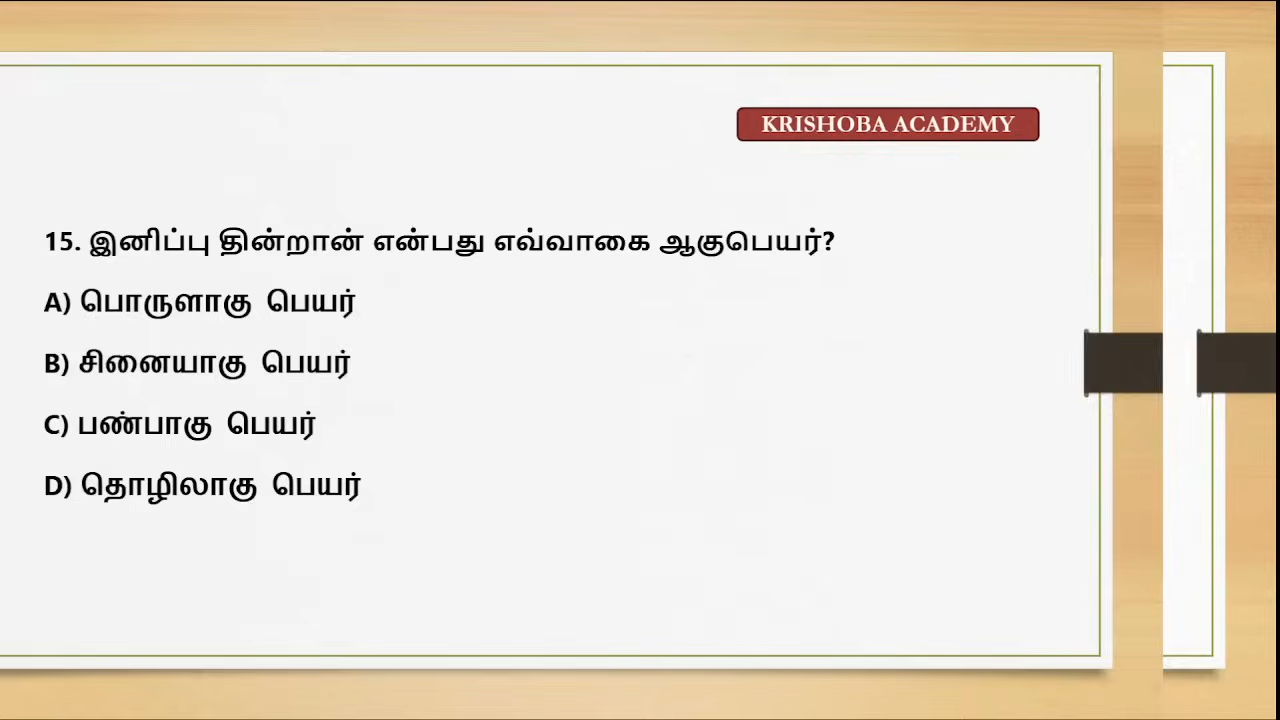 KRISHOBA ACADEMY
15. இனிப்பு தின்றான் என்பது எவ்வாகை ஆகுபெயர்?
A) பொருளாகு பெயர்
B) சினையாகு பெயர்
C) பண்பாகு பெயர்
D) தொழிலாகு பெயர்